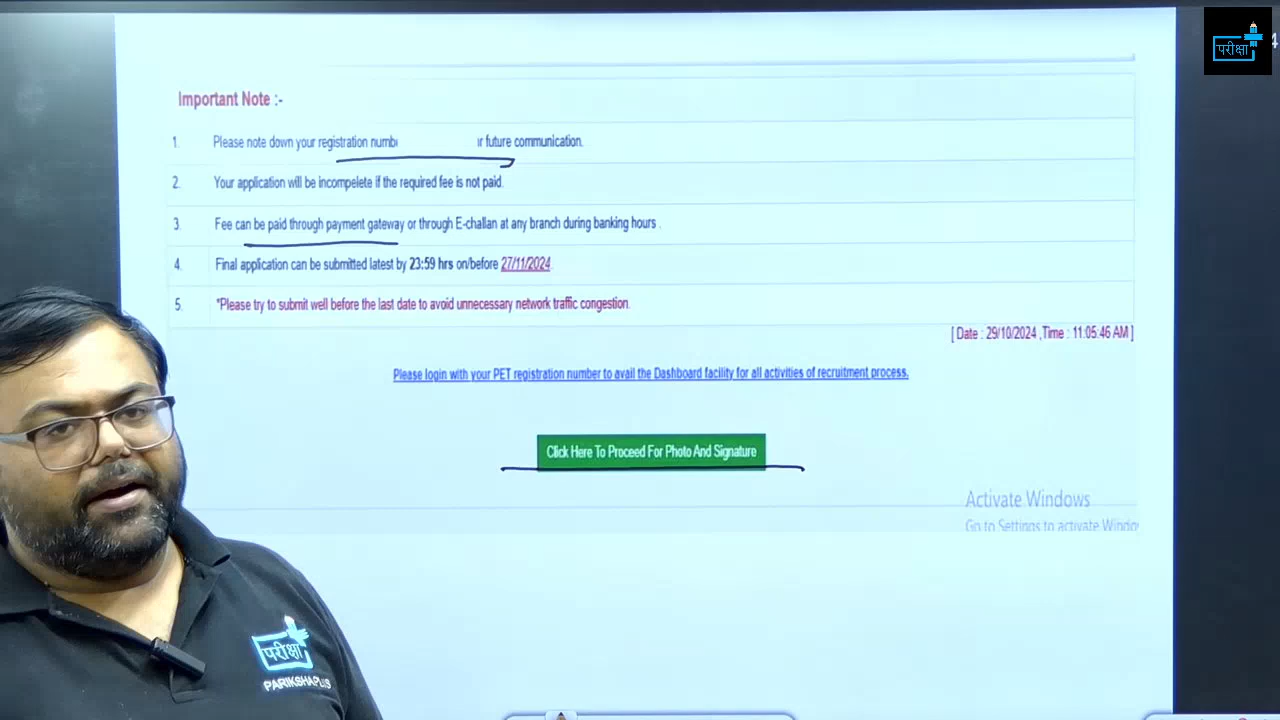 परीक्षा
4
Important Note :-
1. Please note down your registration numbe r future communication.
2. Your application will be incompelete if the required fee is not paid.
3. Fee can be paid through payment gateway or through E-challan at any branch during banking hours .
4. Final application can be submitted latest by 23:59 hrs on/before 27/11/2024.
5. *Please try to submit well before the last date to avoid unnecessary network traffic congestion.
[ Date : 29/10/2024 ,Time : 11:05:46 AM ]
Please login with your PET registration number to avail the Dashboard facility for all activities of recruitment process.
Click Here To Proceed For Photo And Signature
Activate Windows
Go to Settings to activate Windo
परीक्षा
PARIKSHA PLUS